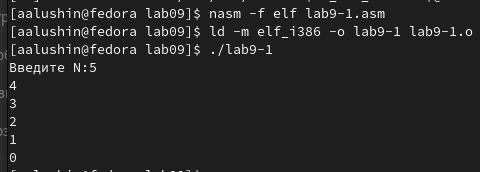 [aalushin@fedora lab09]$ nasm -f elf lab9-1.asm
[aalushin@fedora lab09]$ ld -m elf_i386 -o lab9-1 lab9-1.o
[aalushin@fedora lab09]$ ./lab9-1
Введите N:5
4
3
2
1
0